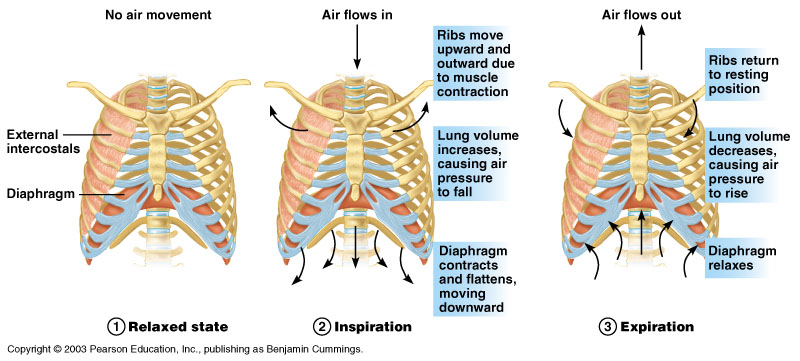 No air movement
External
intercostals
Diaphragm
① Relaxed state
Air flows in
Ribs move
upward and
outward due
to muscle
contraction
Lung volume
increases,
causing air
pressure
to fall
Diaphragm
contracts
and flattens,
moving
downward
② Inspiration
Air flows out
Ribs return
to resting
position
Lung volume
decreases,
causing air
pressure
to rise
Diaphragm
relaxes
③ Expiration
Copyright © 2003 Pearson Education, Inc., publishing as Benjamin Cummings.